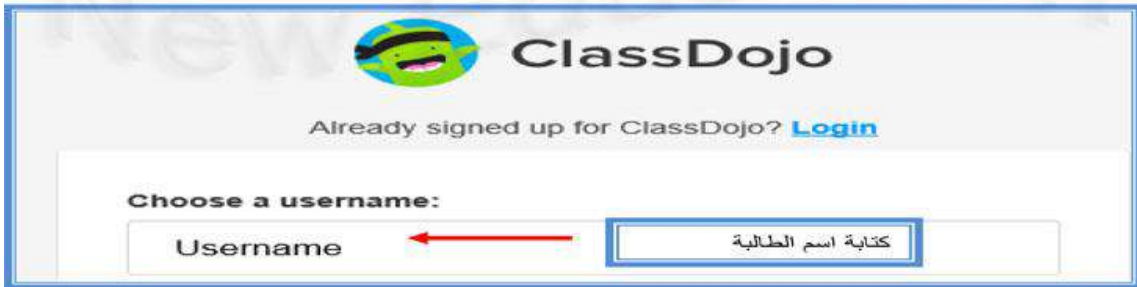 ClassDojo
Already signed up for ClassDojo? Login
Choose a username:
Username
كتابة اسم الطالبة